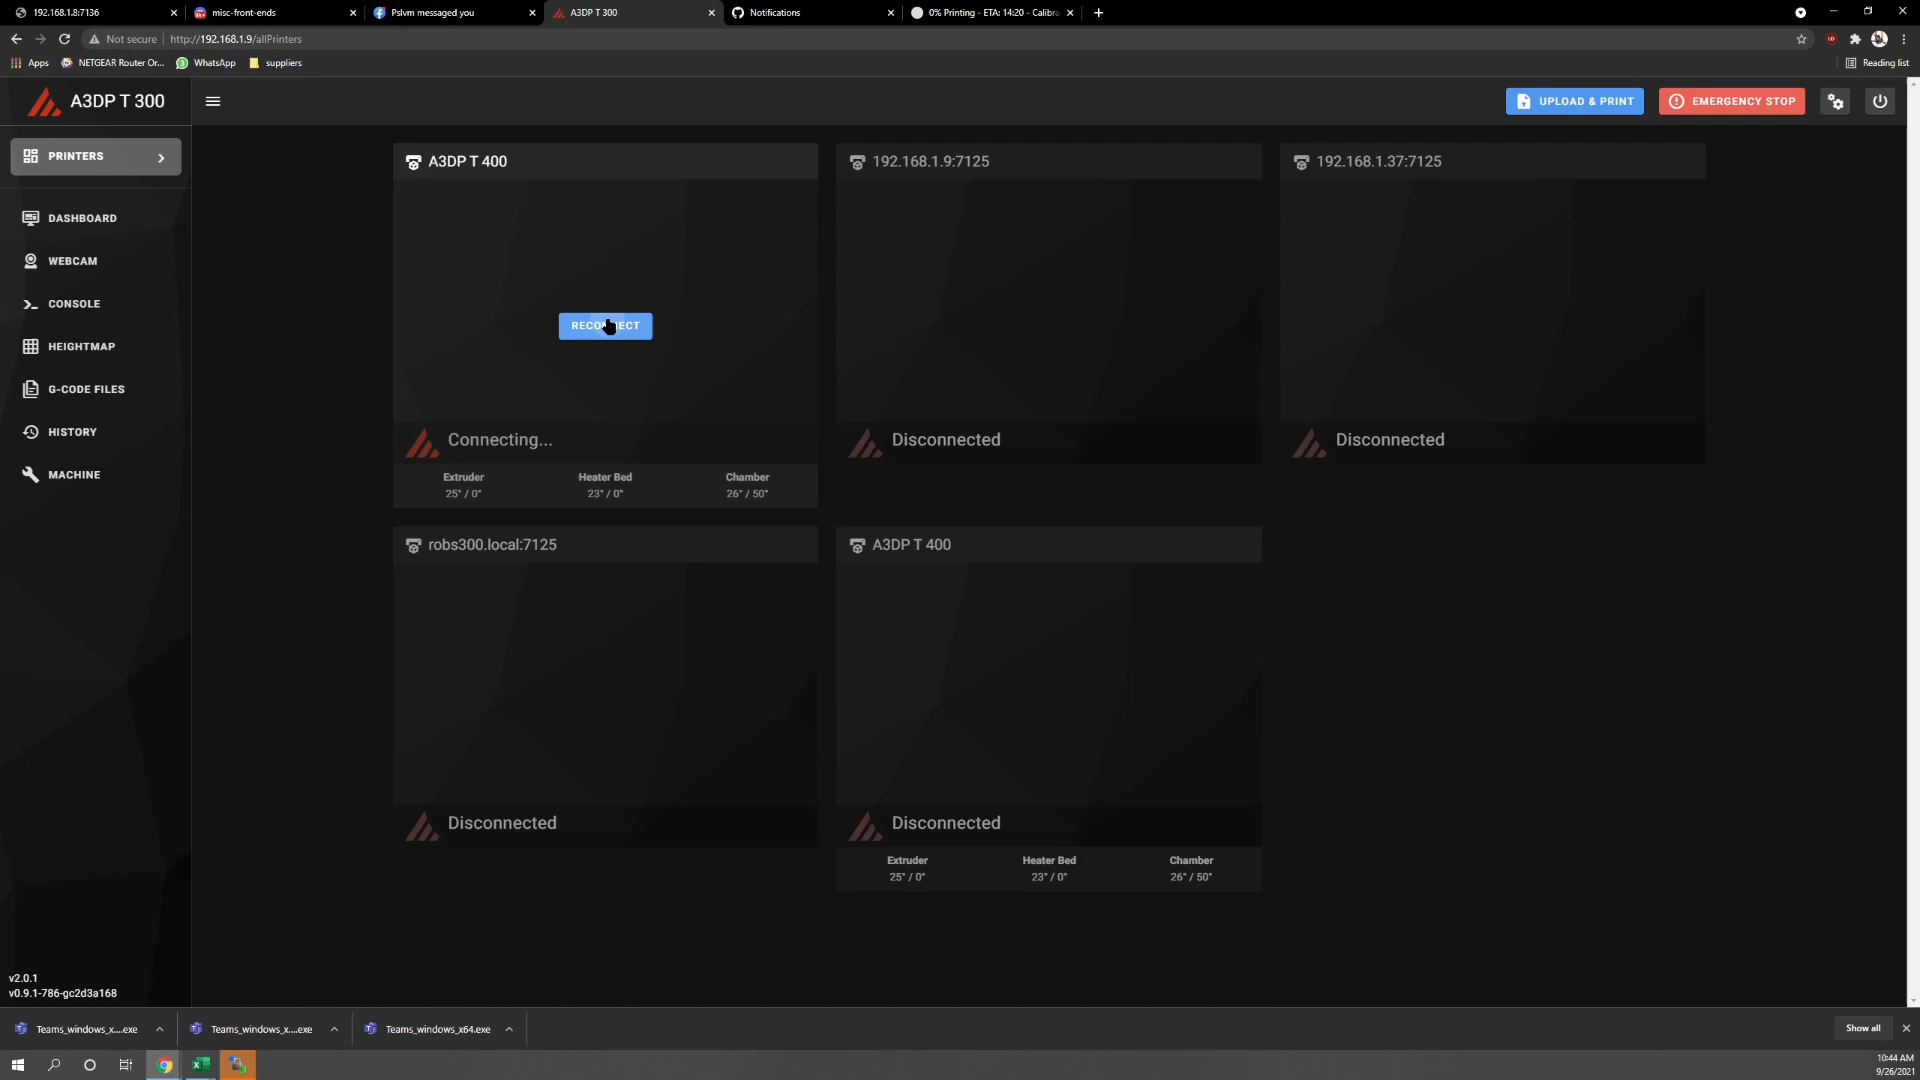 192.168.1.8:7136
misc-front-ends
Pslvm messaged you
A3DP T 300
Notifications
0% Printing - ETA: 14:20 - Calibra
Not secure
http://192.168.1.9/allPrinters
Apps
NETGEAR Router Or...
WhatsApp
suppliers
Reading list
A3DP T 300
UPLOAD & PRINT
EMERGENCY STOP
PRINTERS
DASHBOARD
WEBCAM
CONSOLE
HEIGHTMAP
G-CODE FILES
HISTORY
MACHINE
v2.0.1
v0.9.1-786-gc2d3a168
A3DP T 400
RECONNECT
Connecting...
Extruder Heater Bed Chamber
25° / 0° 23° / 0° 26° / 50°
192.168.1.9:7125
Disconnected
192.168.1.37:7125
Disconnected
robs300.local:7125
Disconnected
A3DP T 400
Disconnected
Extruder Heater Bed Chamber
25° / 0° 23° / 0° 26° / 50°
Teams_windows_x....exe
Teams_windows_x....exe
Teams_windows_x64.exe
Show all
10:44 AM
9/26/2021